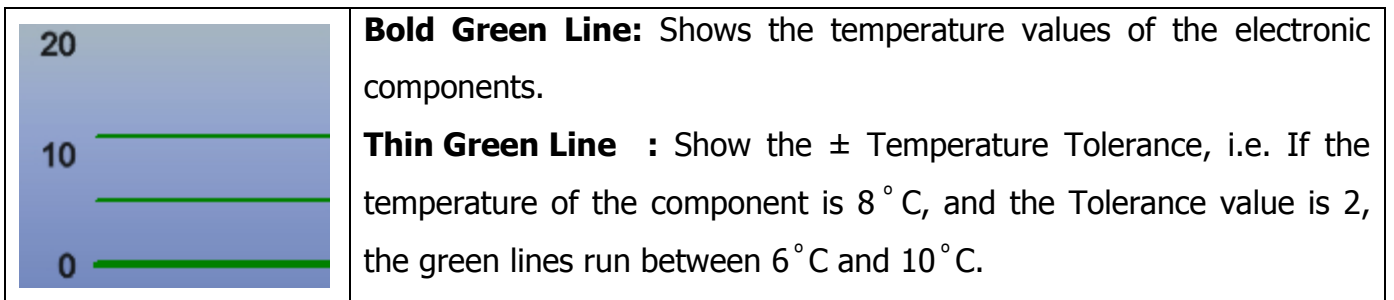 20
10
0
Bold Green Line: Shows the temperature values of the electronic
components.
Thin Green Line : Show the ± Temperature Tolerance, i.e. If the
temperature of the component is 8˚C, and the Tolerance value is 2,
the green lines run between 6˚C and 10˚C.